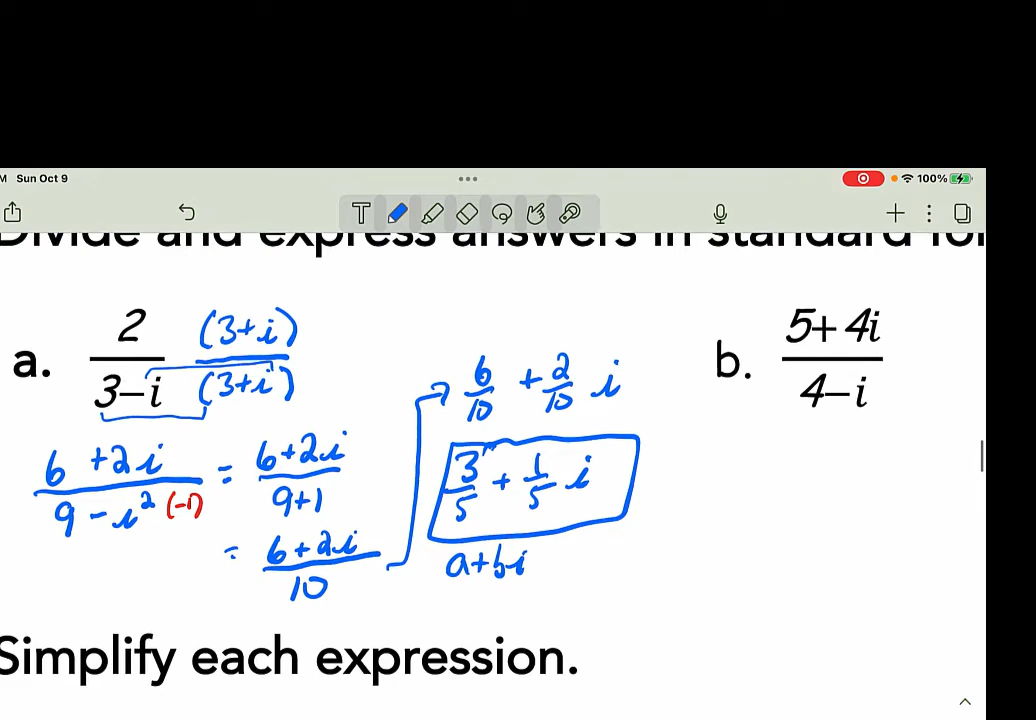 M Sun Oct 9 100%
Divide and express answers in standard for
a. 2 (3+i) b. 5+4i
3-i (3+i) 4-i
6 + 2 i
10 10
6 +2i = 6+2i
9 - i² (-1) 9+1
3 + 1 i
5 5
= 6+2i
10
a+bi
Simplify each expression.